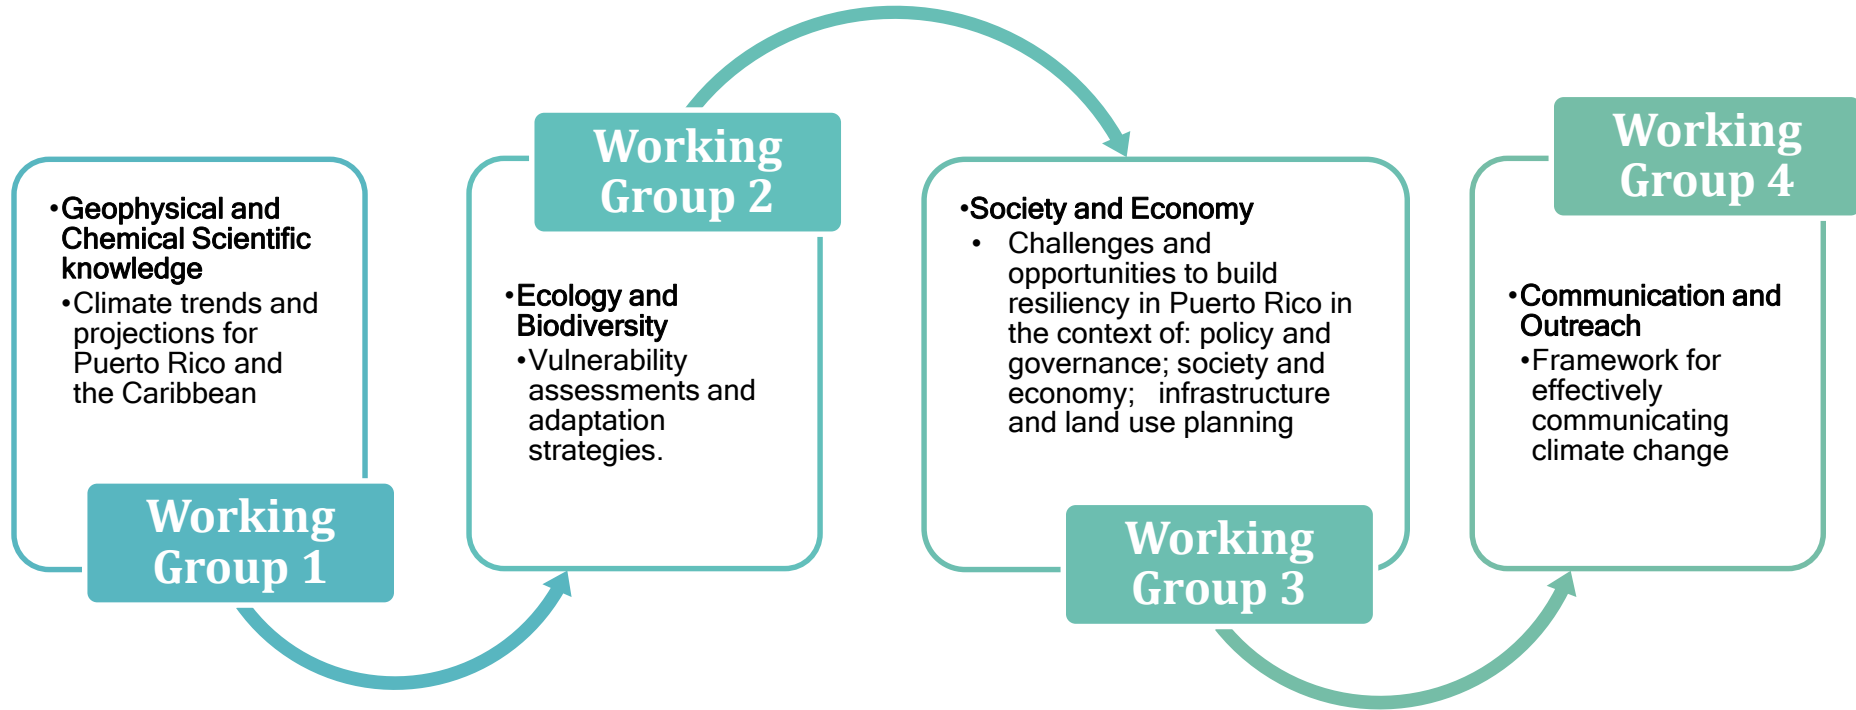 •Geophysical and
Chemical Scientific
knowledge
•Climate trends and
projections for
Puerto Rico and
the Caribbean
Working
Group 1
Working
Group 2
•Ecology and
Biodiversity
•Vulnerability
assessments and
adaptation
strategies.
•Society and Economy
• Challenges and
opportunities to build
resiliency in Puerto Rico in
the context of: policy and
governance; society and
economy; infrastructure
and land use planning
Working
Group 3
Working
Group 4
•Communication and
Outreach
•Framework for
effectively
communicating
climate change